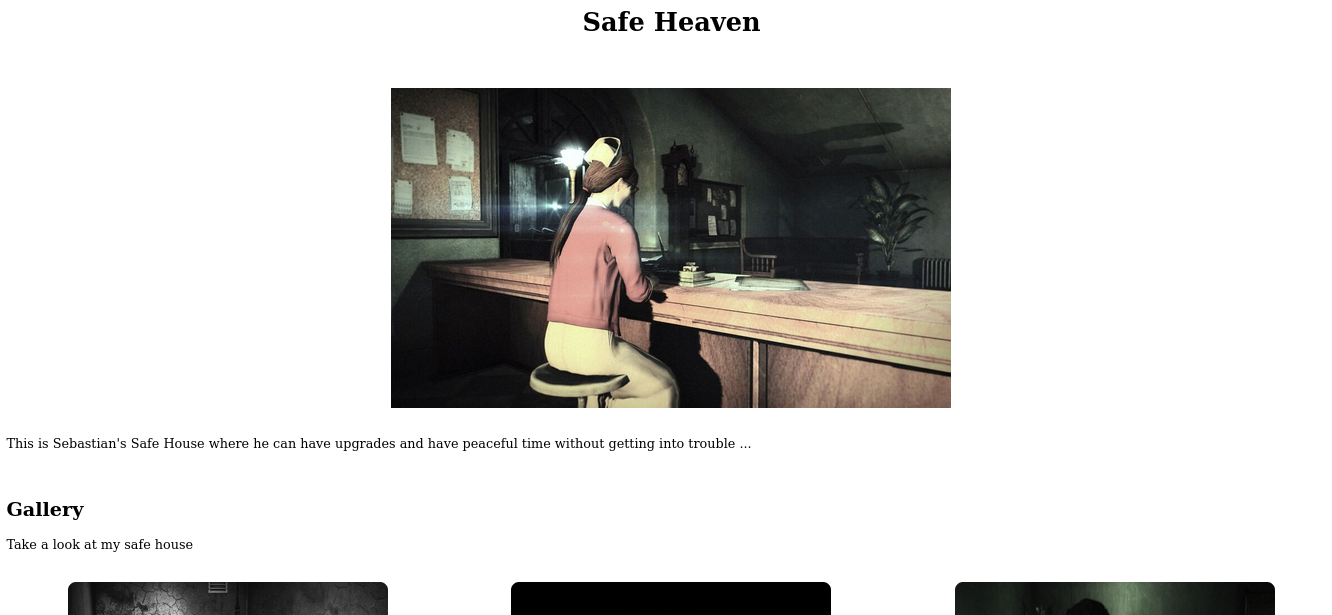 Safe Heaven
This is Sebastian's Safe House where he can have upgrades and have peaceful time without getting into trouble ...
Gallery
Take a look at my safe house